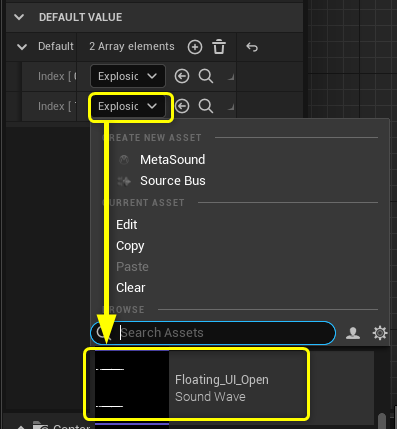 DEFAULT VALUE
Default 2 Array elements
Index [
Explosic
Index [
Explosic
CREATE NEW ASSET
MetaSound
Source Bus
CURRENT ASSET
Edit
Copy
Paste
Clear
BROWSE
Search Assets
Floating_UI_Open
Sound Wave